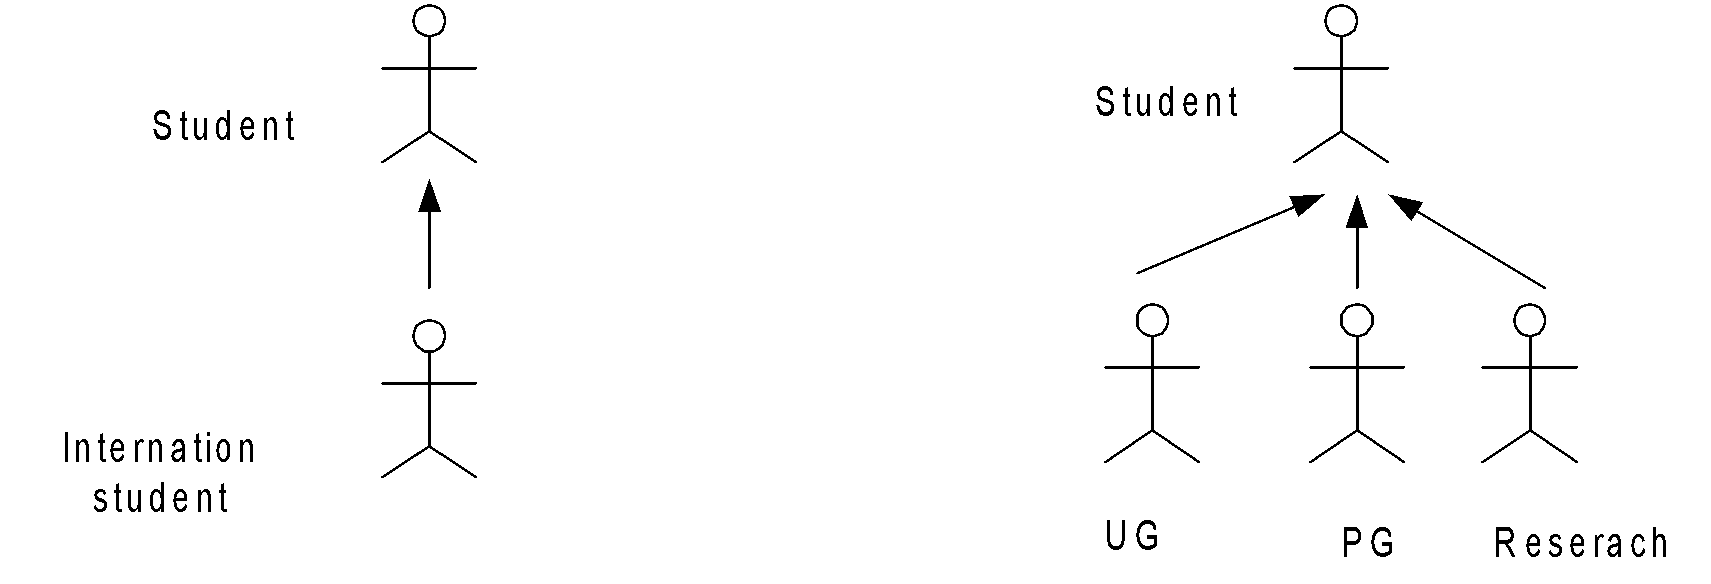 Student
Internation
student
Student
UG
PG
Reserach